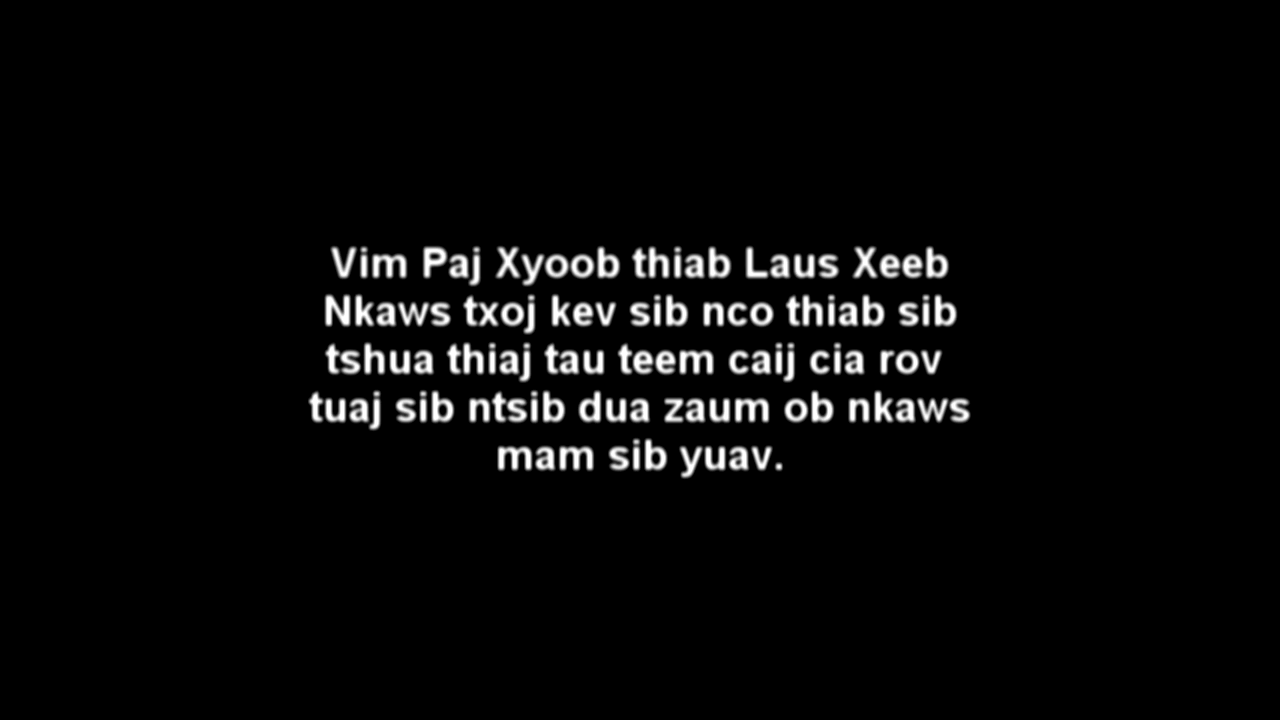 Vim Paj Xyoob thiab Laus Xeeb
Nkaws txoj kev sib nco thiab sib
tshua thiaj tau teem caij cia rov
tuaj sib ntsib dua zaum ob nkaws
mam sib yuav.